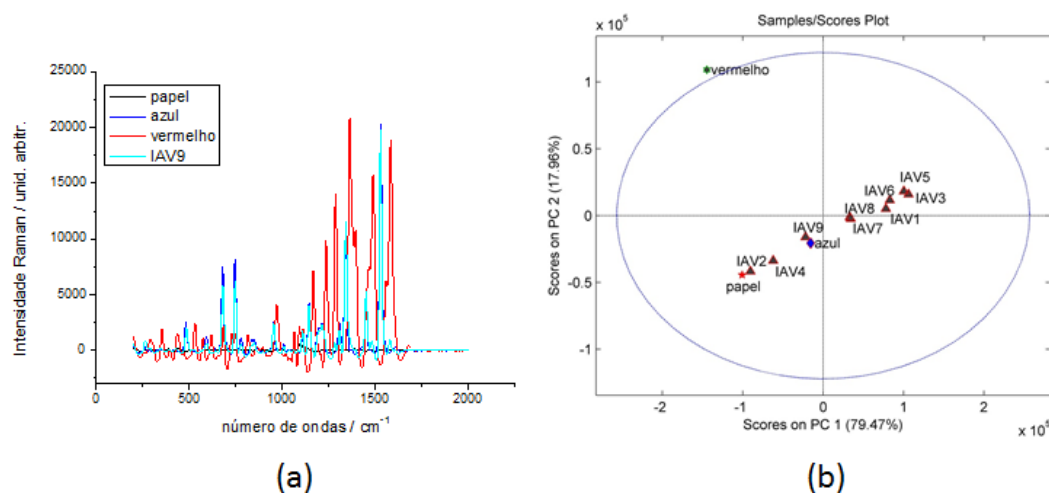 25000
20000
15000
10000
5000
0
Intensidade Raman / unid. arbitr.
papel
azul
vermelho
IAV9
0
500
1000
1500
2000
número de ondas / cm⁻¹
(a)
Samples/Scores Plot
x 10⁵
1
0.5
0
-0.5
-1
Scores on PC 2 (17.96%)
vermelho
IAV5
IAV6
IAV3
IAV8
IAV1
IAV7
IAV9
azul
IAV2
IAV4
papel
-2
-1
0
1
2
Scores on PC 1 (79.47%)
x 10⁵
(b)